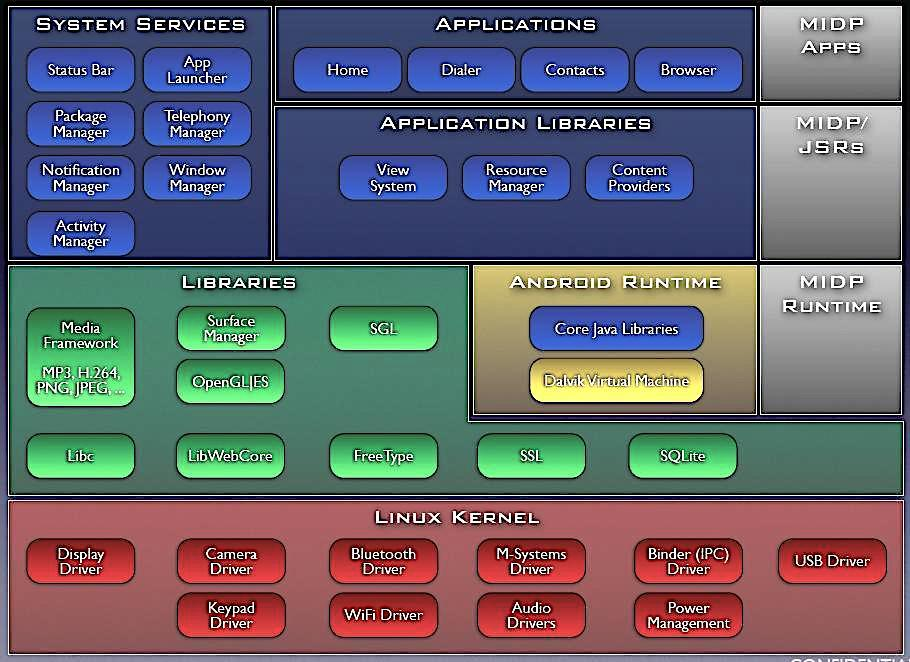 System Services
Status Bar
App
Launcher
Package
Manager
Telephony
Manager
Notification
Manager
Window
Manager
Activity
Manager
Applications
Home
Dialer
Contacts
Browser
MIDP
Apps
Application Libraries
View
System
Resource
Manager
Content
Providers
MIDP/
JSRs
Libraries
Media
Framework
MP3, H.264,
PNG, JPEG, ...
Surface
Manager
SGL
OpenGL|ES
Android Runtime
Core Java Libraries
Dalvik Virtual Machine
MIDP
Runtime
Libc
LibWebCore
FreeType
SSL
SQLite
Linux Kernel
Display
Driver
Camera
Driver
Bluetooth
Driver
M-Systems
Driver
Binder (IPC)
Driver
USB Driver
Keypad
Driver
WiFi Driver
Audio
Drivers
Power
Management